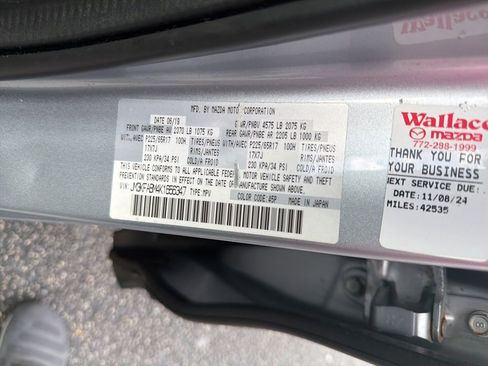 MFD. BY MAZDA MOTOR CORPORATION
DATE 06/19 G VWR/PNBV 4575 LB 2075 KG
FRONT GAWR/PNBE AV 2370 LB 1075 KG REAR GAWR/PNBE AR 2205 LB 1000 KG
WITH/AVEC P225/65R17 100H TIRES/PNEUS WITH/AVEC P225/65R17 100H TIRES/PNEUS
17X7J RIMS/JANTES 17X7J RIMS/JANTES
230 KPA/34 PSI C/A FROID 230 KPA/34 PSI COLD/A FROID
THIS VEHICLE CONFORMS TO ALL APPLICABLE FEDERAL MOTOR VEHICLE SAFETY AND THEFT
PREVENTION STANDARDS IN EFFECT ON THE DATE OF MANUFACTURE SHOWN ABOVE.
VIN: TYPE:MPV COLOR CODE:45P MADE IN JAPAN
Wallace
Wallace
mazda
772-288-1999
THANK YOU FOR
YOUR BUSINESS
NEXT SERVICE DUE:
DATE: 11/08/24
MILES: 42535